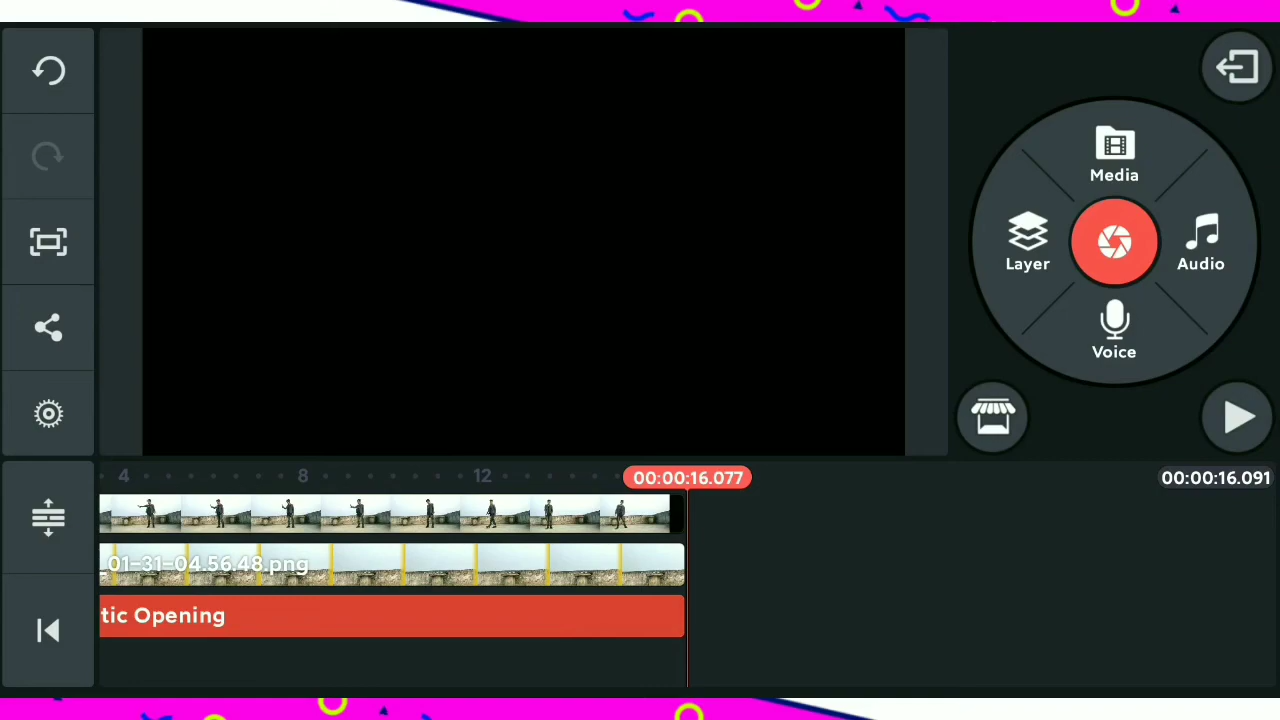 Media
Layer
Audio
Voice
4
8
12
00:00:16.077
00:00:16.091
_01-31-04.56.48.png
tic Opening